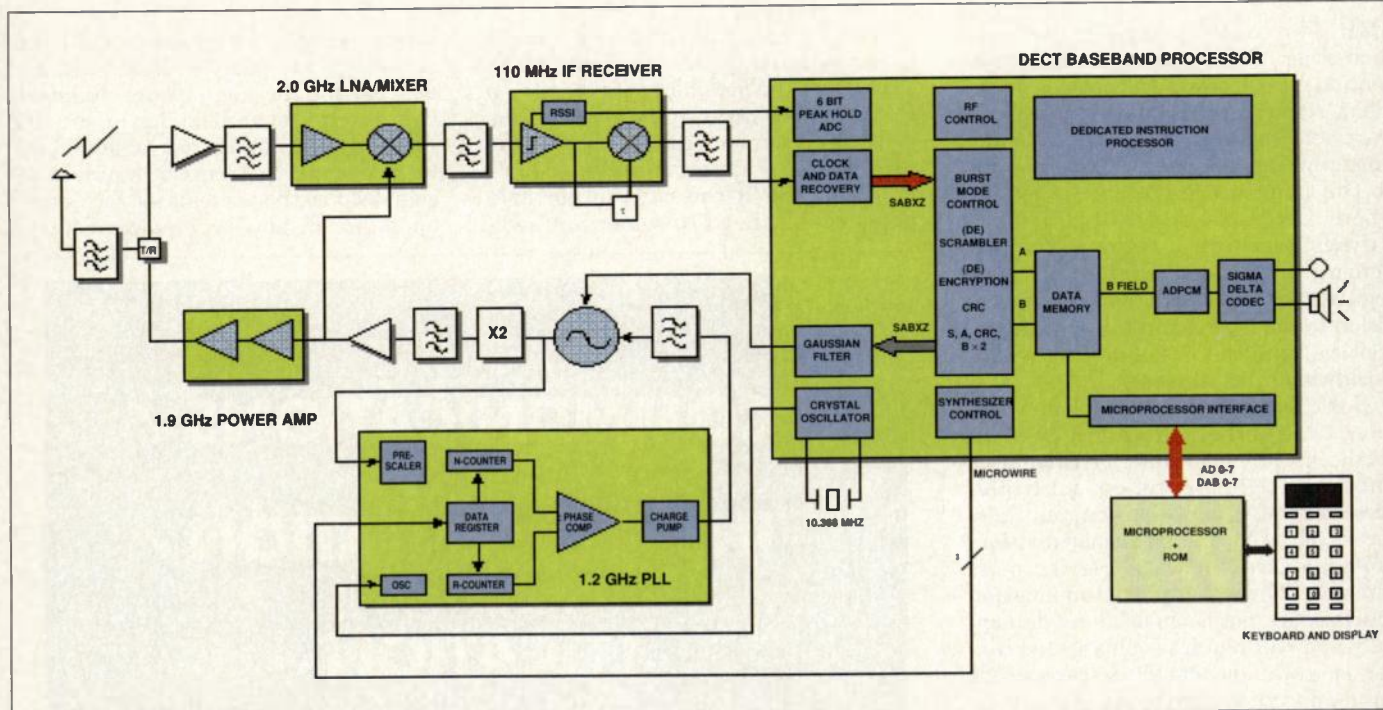 DECT BASEBAND PROCESSOR
2.0 GHz LNA/MIXER
110 MHz IF RECEIVER
RSSI
6 BIT
PEAK HOLD
ADC
RF
CONTROL
DEDICATED INSTRUCTION
PROCESSOR
CLOCK
AND DATA
RECOVERY
SABXZ
BURST
MODE
CONTROL
(DE)
SCRAMBLER
(DE)
ENCRYPTION
CRC
S, A, CRC,
B × 2
τ
T/R
A
B
DATA
MEMORY
B FIELD
ADPCM
SIGMA
DELTA
CODEC
X2
SABXZ
GAUSSIAN
FILTER
1.9 GHz POWER AMP
CRYSTAL
OSCILLATOR
SYNTHESIZER
CONTROL
MICROPROCESSOR INTERFACE
PRE-
SCALER
N-COUNTER
DATA
REGISTER
PHASE
COMP
CHARGE
PUMP
OSC
R-COUNTER
1.2 GHz PLL
10.368 MHZ
MICROWIRE
3
AD 0-7
DAB 0-7
MICROPROCESSOR
+
ROM
KEYBOARD AND DISPLAY